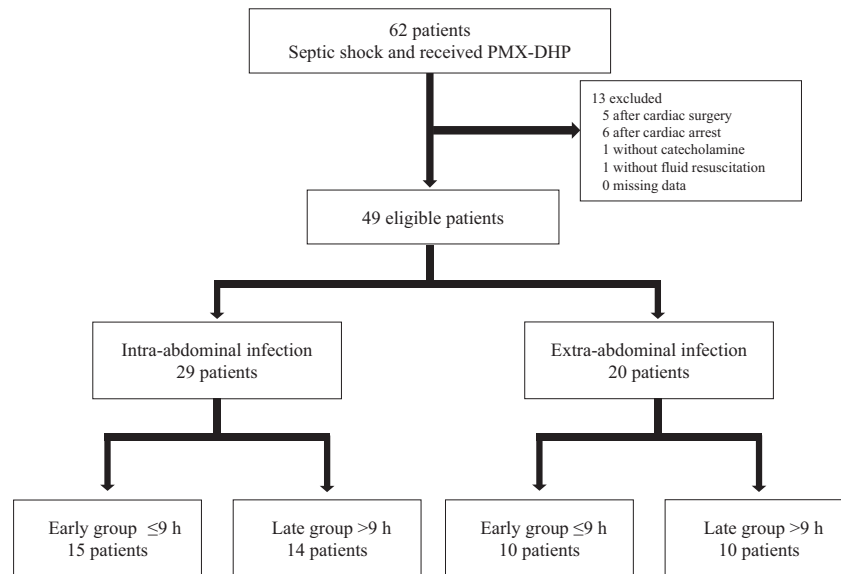 62 patients
Septic shock and received PMX-DHP
13 excluded
5 after cardiac surgery
6 after cardiac arrest
1 without catecholamine
1 without fluid resuscitation
0 missing data
49 eligible patients
Intra-abdominal infection
29 patients
Extra-abdominal infection
20 patients
Early group ≤9 h
15 patients
Late group >9 h
14 patients
Early group ≤9 h
10 patients
Late group >9 h
10 patients